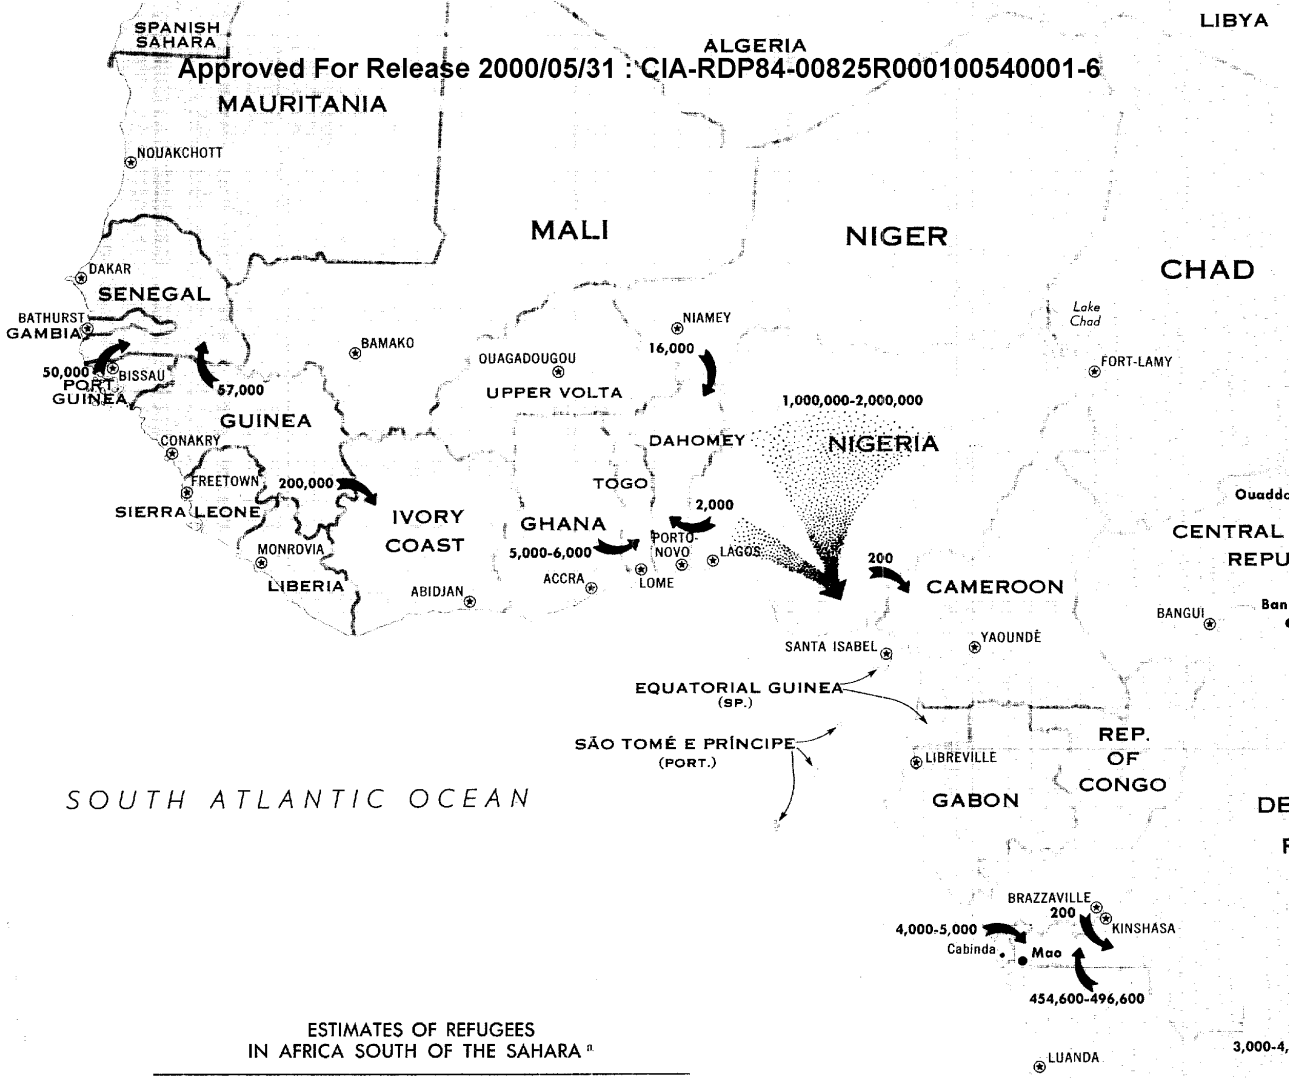 SPANISH
SAHARA
ALGERIA
LIBYA
Approved For Release 2000/05/31 : CIA-RDP84-00825R000100540001-6
MAURITANIA
NOUAKCHOTT
MALI
NIGER
CHAD
DAKAR
SENEGAL
BATHURST
GAMBIA
50,000
BISSAU
PORT.
GUINEA
57,000
GUINEA
BAMAKO
OUAGADOUGOU
UPPER VOLTA
NIAMEY
16,000
Lake
Chad
FORT-LAMY
1,000,000-2,000,000
DAHOMEY
NIGERIA
CONAKRY
FREETOWN
SIERRA LEONE
200,000
TOGO
IVORY
COAST
GHANA
5,000-6,000
2,000
PORTO-
NOVO
LAGOS
MONROVIA
LIBERIA
ABIDJAN
ACCRA
LOME
200
CAMEROON
CENTRAL
REPU
BANGUI
Ban
SANTA ISABEL
YAOUNDÉ
EQUATORIAL GUINEA
(SP.)
SÃO TOMÉ E PRÍNCIPE
(PORT.)
LIBREVILLE
GABON
REP.
OF
CONGO
SOUTH ATLANTIC OCEAN
DE
BRAZZAVILLE
200
KINSHASA
4,000-5,000
Cabinda
Mao
454,600-496,600
LUANDA
3,000-4,
ESTIMATES OF REFUGEES
IN AFRICA SOUTH OF THE SAHARA